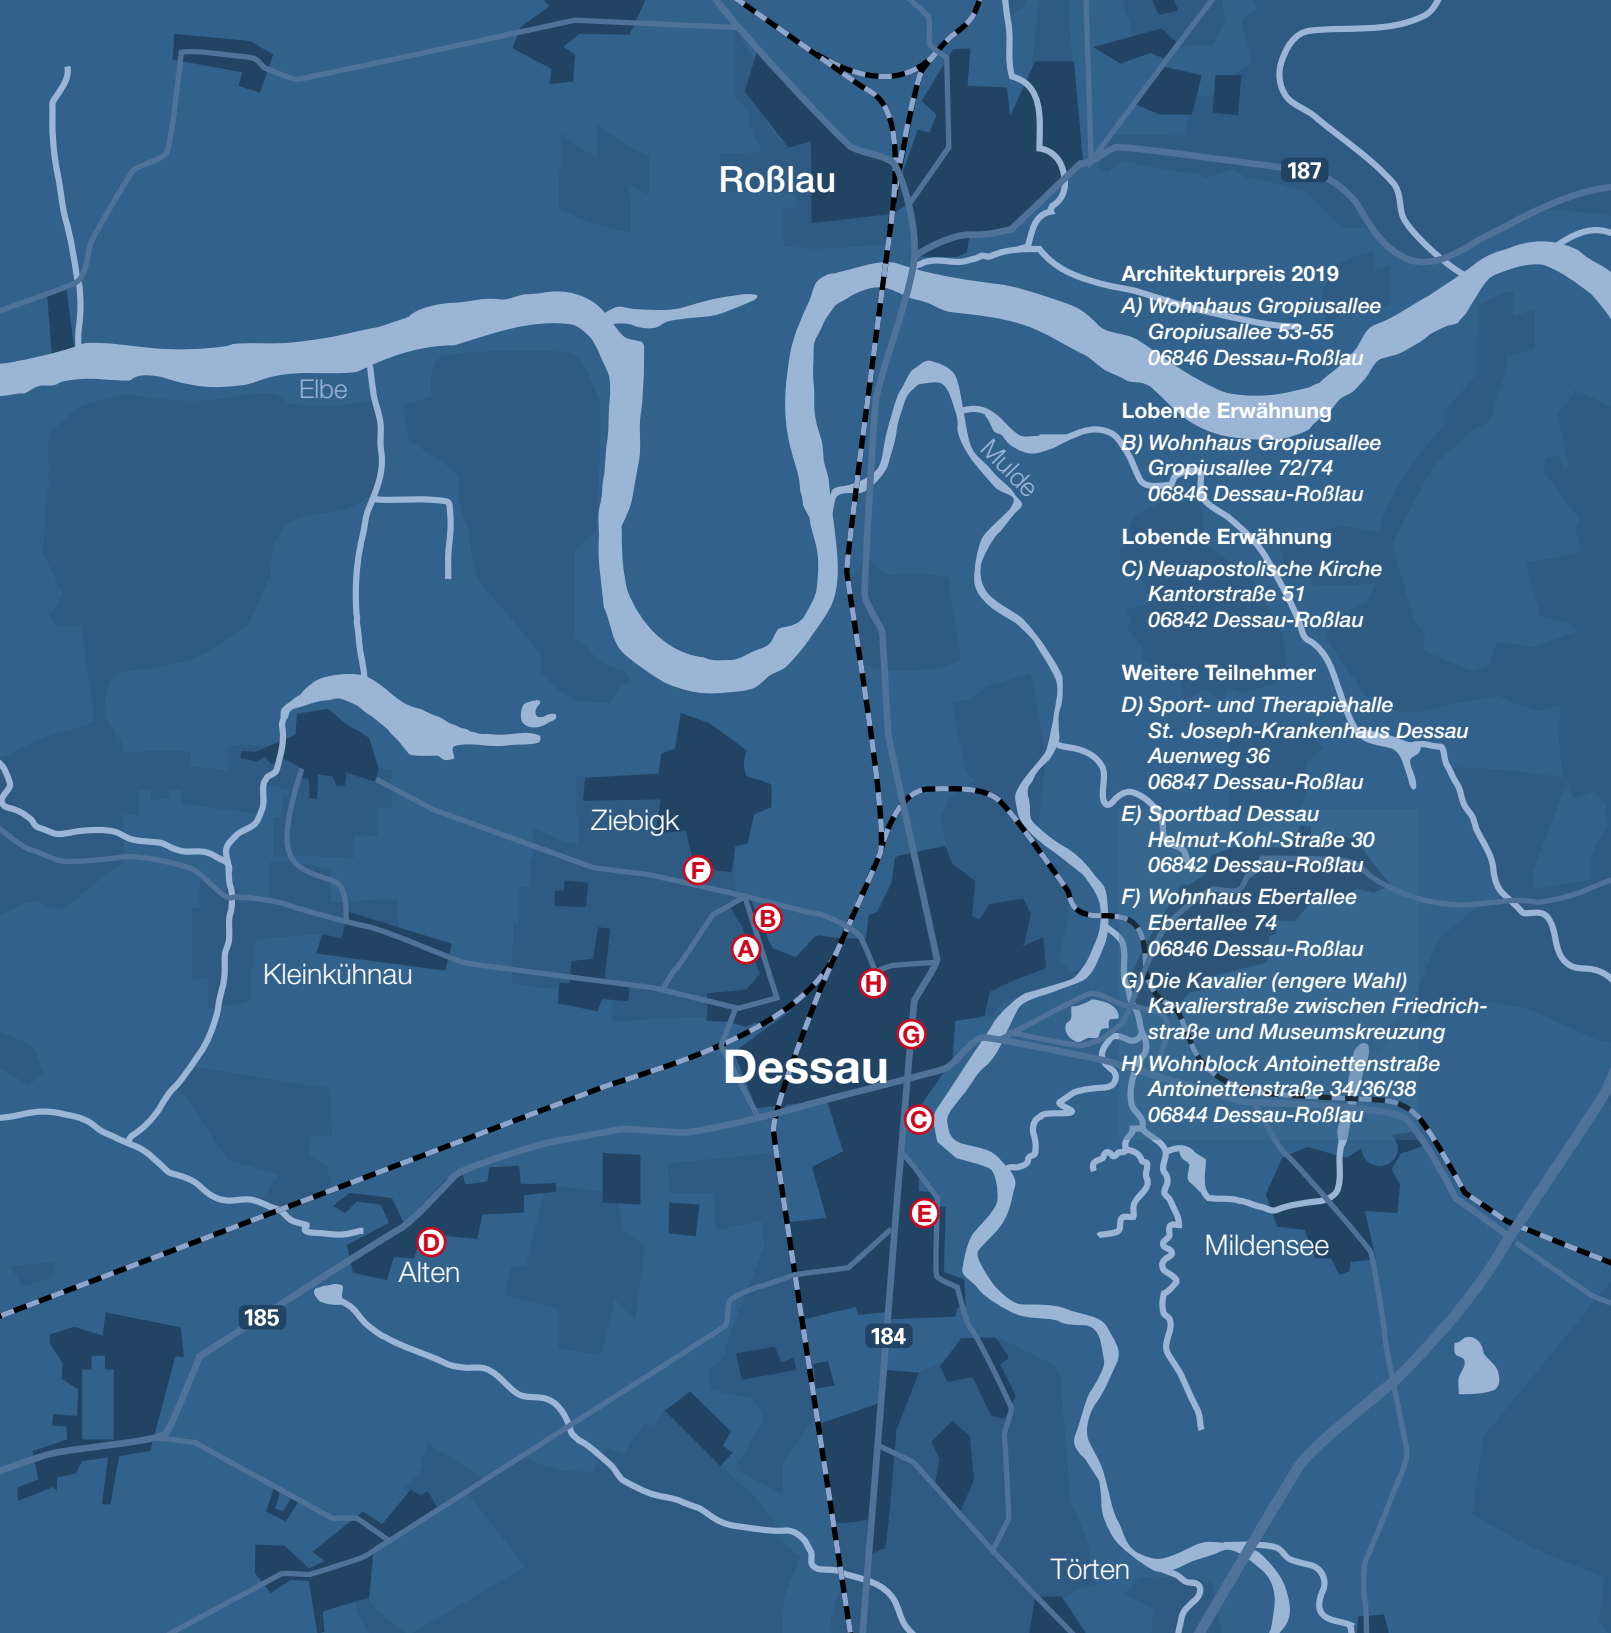 Roßlau
187
Elbe
Mulde
Architekturpreis 2019
A) Wohnhaus Gropiusallee
Gropiusallee 53-55
06846 Dessau-Roßlau
Lobende Erwähnung
B) Wohnhaus Gropiusallee
Gropiusallee 72/74
06846 Dessau-Roßlau
Lobende Erwähnung
C) Neuapostolische Kirche
Kantorstraße 51
06842 Dessau-Roßlau
Weitere Teilnehmer
D) Sport- und Therapiehalle
St. Joseph-Krankenhaus Dessau
Auenweg 36
06847 Dessau-Roßlau
E) Sportbad Dessau
Helmut-Kohl-Straße 30
06842 Dessau-Roßlau
F) Wohnhaus Ebertallee
Ebertallee 74
06846 Dessau-Roßlau
G) Die Kavalier (engere Wahl)
Kavalierstraße zwischen Friedrich-
straße und Museumskreuzung
H) Wohnblock Antoinettenstraße
Antoinettenstraße 34/36/38
06844 Dessau-Roßlau
Ziebigk
F
B
A
Kleinkühnau
H
G
Dessau
C
E
D
Alten
Mildensee
185
184
Törten